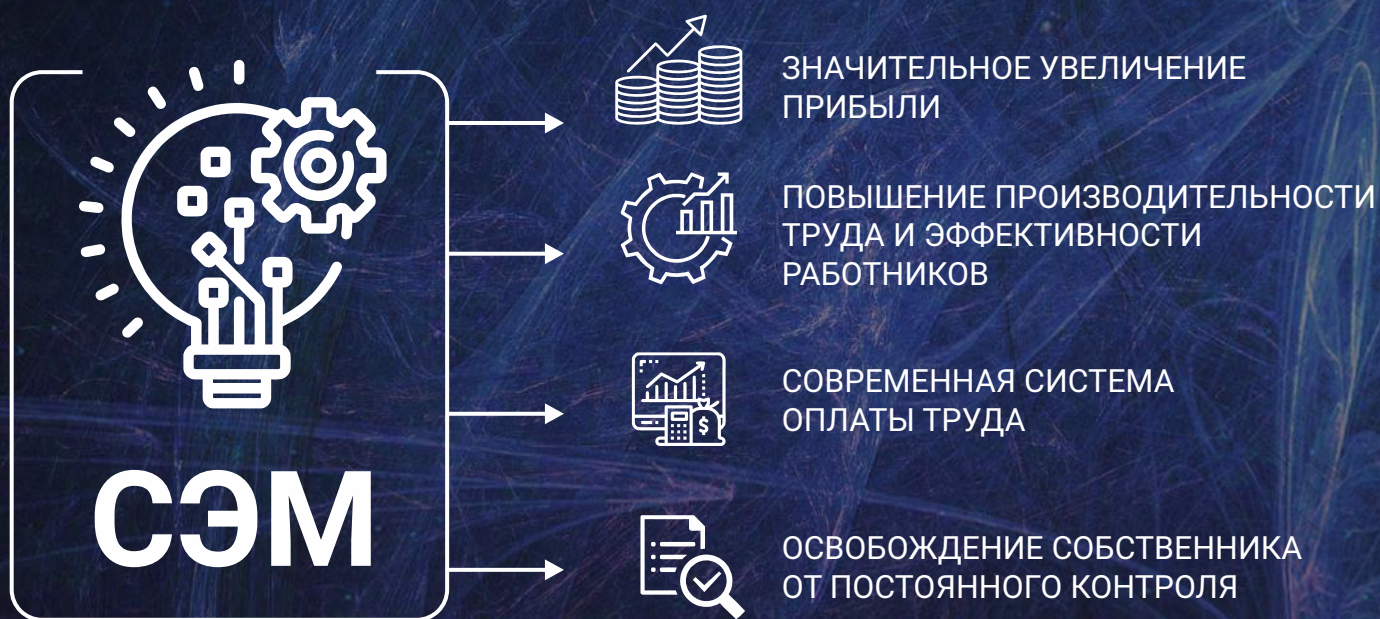 СЭМ
ЗНАЧИТЕЛЬНОЕ УВЕЛИЧЕНИЕ
ПРИБЫЛИ
ПОВЫШЕНИЕ ПРОИЗВОДИТЕЛЬНОСТИ
ТРУДА И ЭФФЕКТИВНОСТИ
РАБОТНИКОВ
СОВРЕМЕННАЯ СИСТЕМА
ОПЛАТЫ ТРУДА
$
ОСВОБОЖДЕНИЕ СОБСТВЕННИКА
ОТ ПОСТОЯННОГО КОНТРОЛЯ